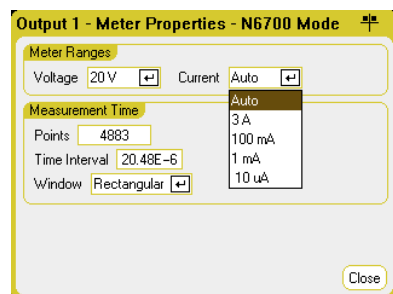 Output 1 - Meter Properties - N6700 Mode
Meter Ranges
Voltage 20 V Current Auto
Auto
3 A
100 mA
1 mA
10 uA
Measurement Time
Points 4883
Time Interval 20.48E-6
Window Rectangular
Close